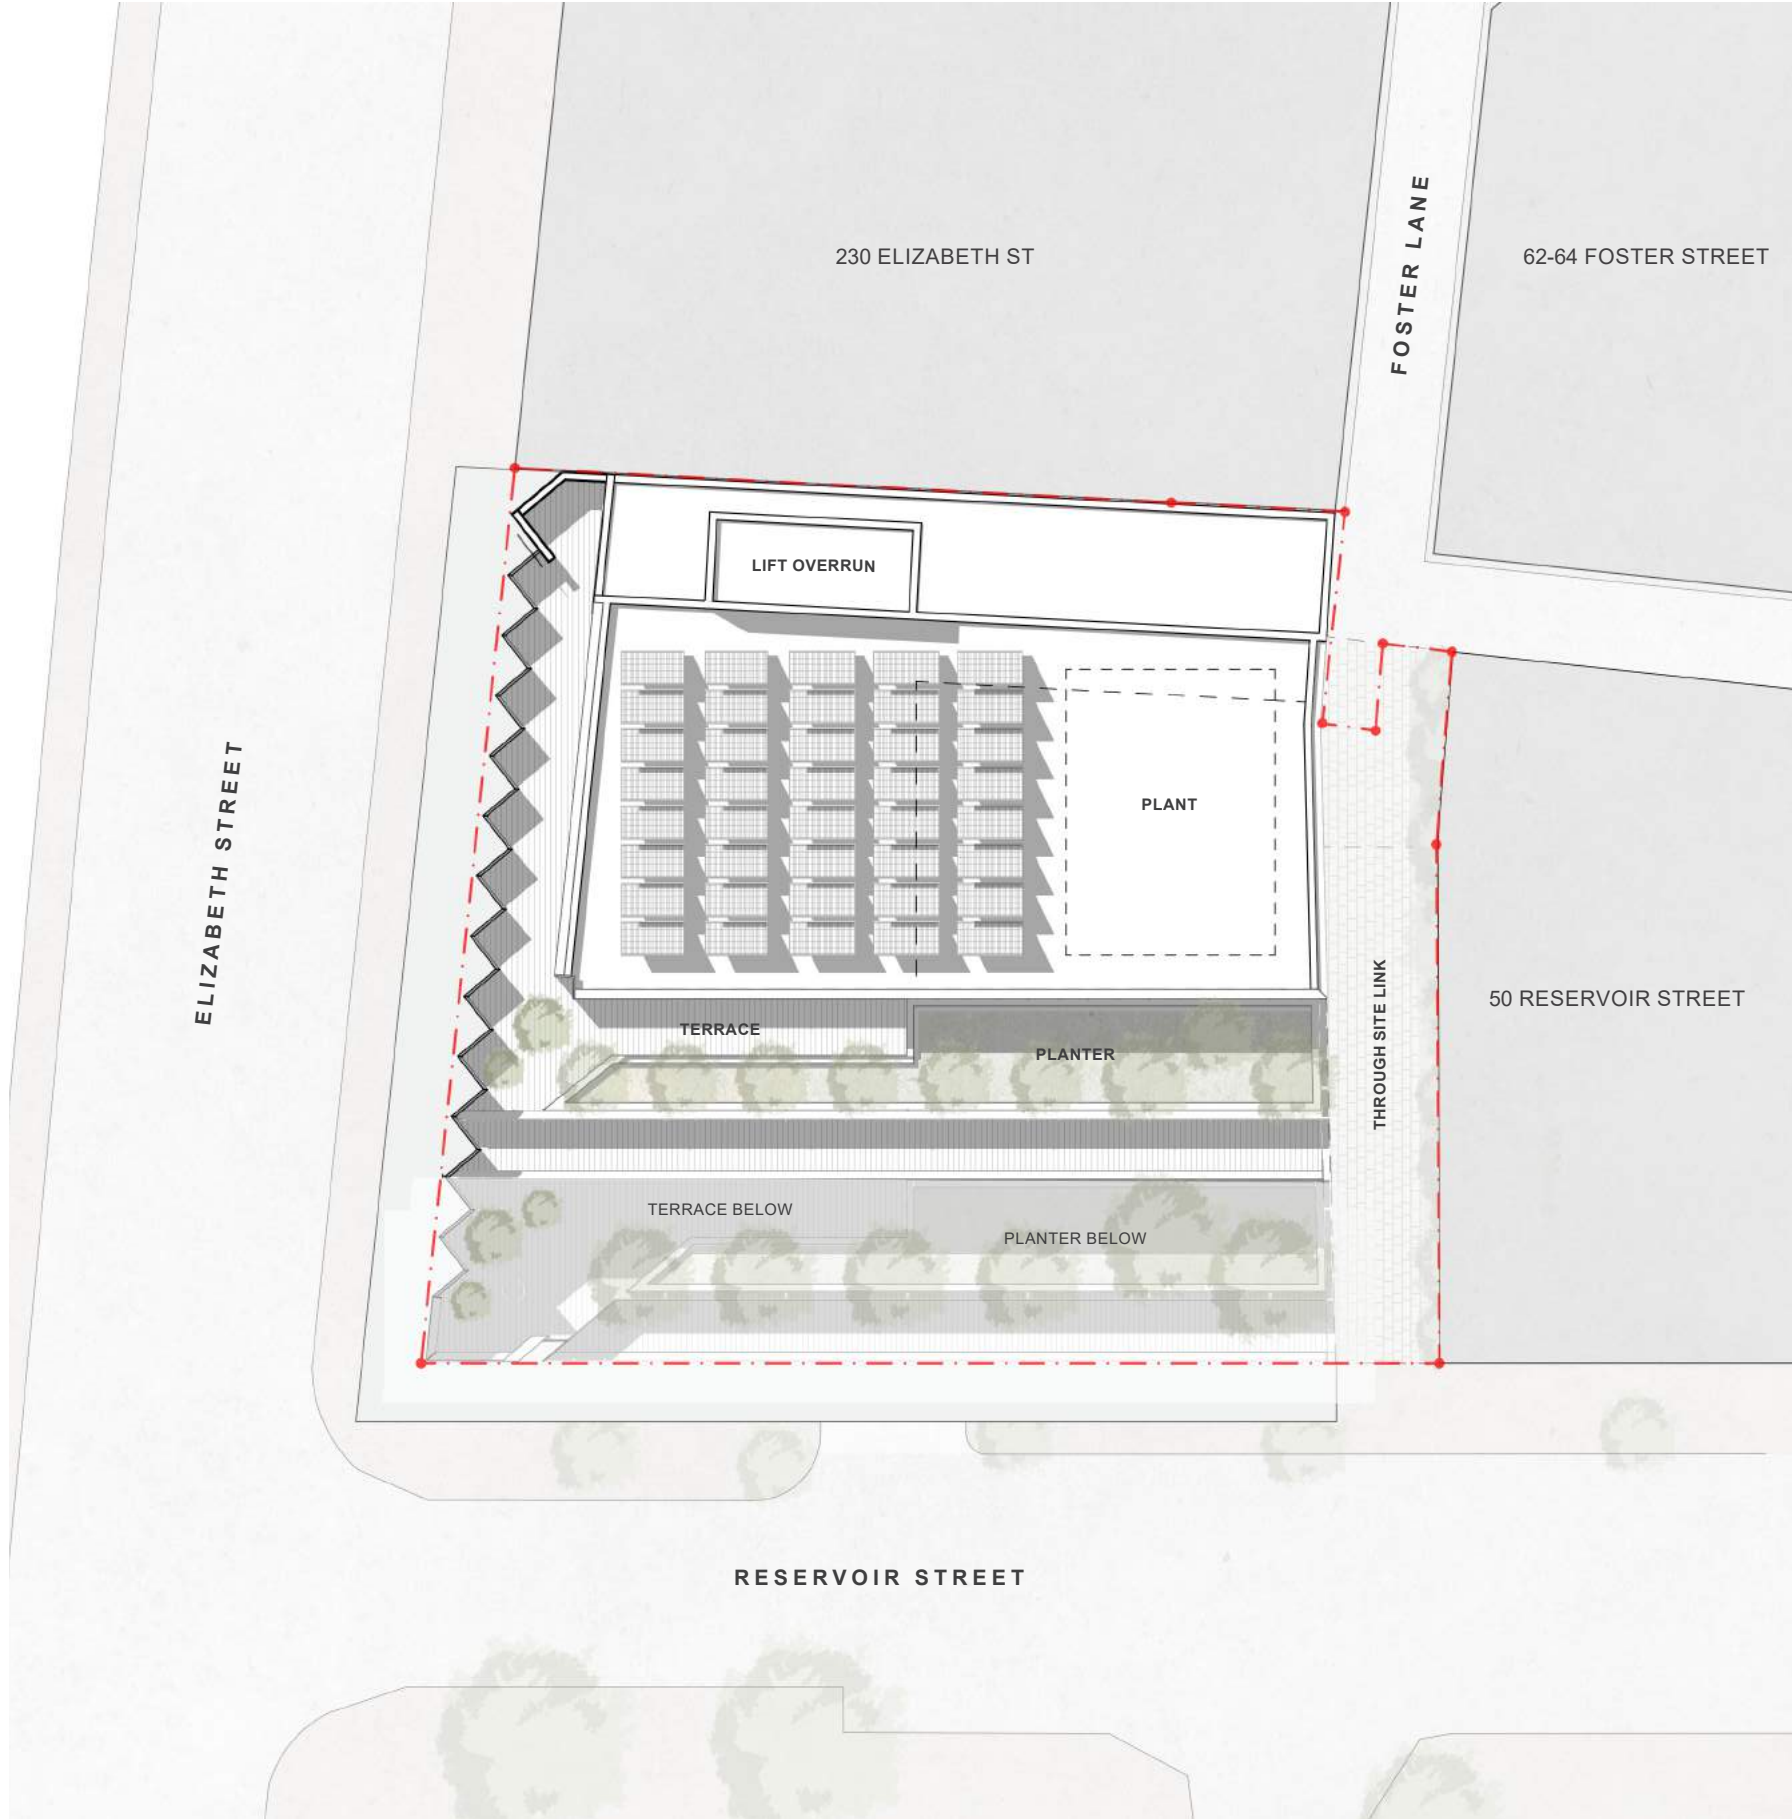 230 ELIZABETH ST
62-64 FOSTER STREET
FOSTER LANE
LIFT OVERRUN
PLANT
ELIZABETH STREET
50 RESERVOIR STREET
TERRACE
PLANTER
THROUGH SITE LINK
TERRACE BELOW
PLANTER BELOW
RESERVOIR STREET